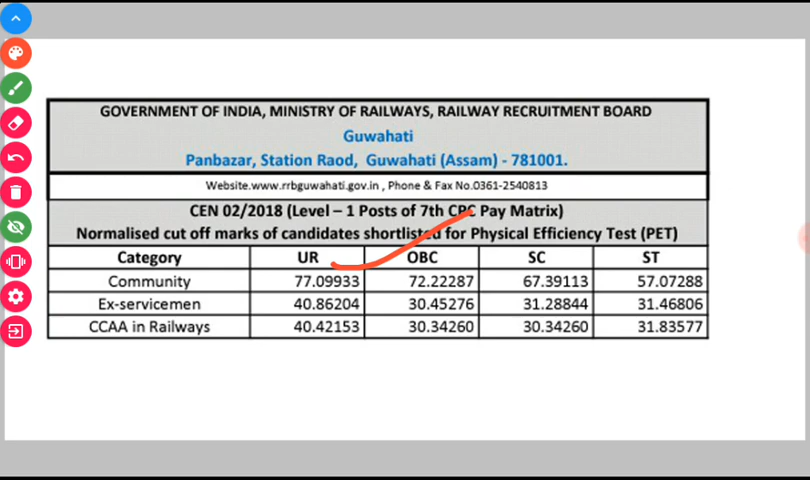 GOVERNMENT OF INDIA, MINISTRY OF RAILWAYS, RAILWAY RECRUITMENT BOARD
Guwahati
Panbazar, Station Raod, Guwahati (Assam) - 781001.
Website.www.rrbguwahati.gov.in , Phone & Fax No.0361-2540813
CEN 02/2018 (Level – 1 Posts of 7th CPC Pay Matrix)
Normalised cut off marks of candidates shortlisted for Physical Efficiency Test (PET)
Category UR OBC SC ST
Community 77.09933 72.22287 67.39113 57.07288
Ex-servicemen 40.86204 30.45276 31.28844 31.46806
CCAA in Railways 40.42153 30.34260 30.34260 31.83577